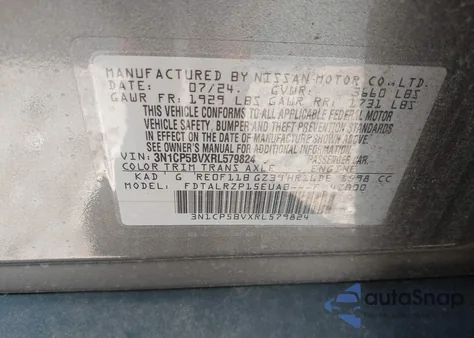 MANUFACTURED BY NISSAN MOTOR CO., LTD.
DATE: 07/24. GVWR: 3660 LBS
GAWR FR: 1929 LBS GAWR RR: 1731 LBS
THIS VEHICLE CONFORMS TO ALL APPLICABLE FEDERAL MOTOR
VEHICLE SAFETY, BUMPER AND THEFT PREVENTION STANDARDS
IN EFFECT ON THE DATE OF MANUFACTURE SHOWN ABOVE.
SEE OWNER'S MANUAL FOR ADDITIONAL INFORMATION.
VIN: 3N1CP5BVXRL579824 PASSENGER CAR.
COLOR TRIM TRANS AXLE ENGINE
KAD G RE0F11B CC
MODEL:
3N1CP5BVXRL579824
autoSnap